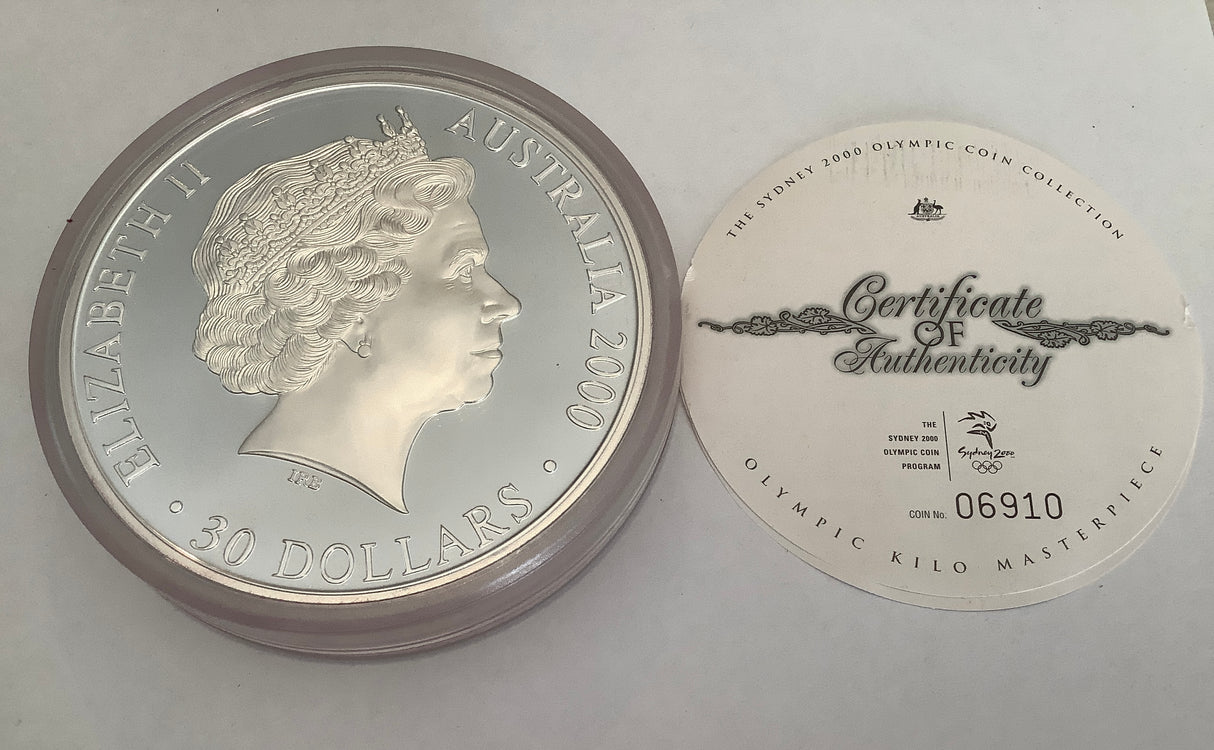 ELIZABETH II
AUSTRALIA 2000
30 DOLLARS
IRB
THE SYDNEY 2000 OLYMPIC COIN COLLECTION
Certificate
OF
Authenticity
THE
SYDNEY 2000
OLYMPIC COIN
PROGRAM
Sydney 2000
COIN No. 06910
OLYMPIC KILO MASTERPIECE